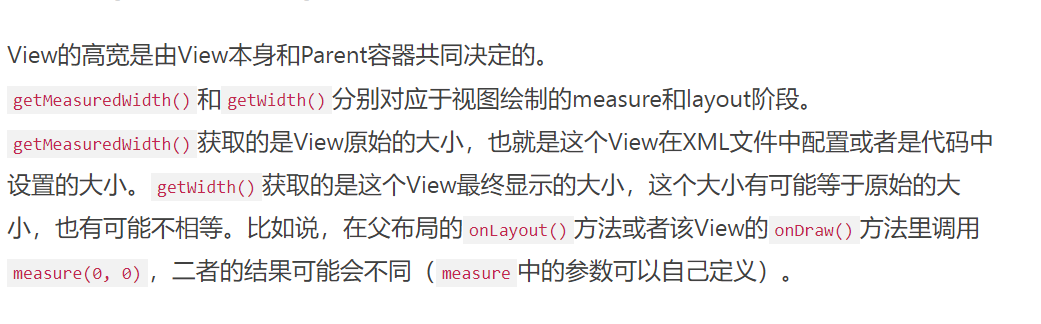 View的高宽是由View本身和Parent容器共同决定的。
getMeasuredWidth()和getWidth()分别对应于视图绘制的measure和layout阶段。
getMeasuredWidth()获取的是View原始的大小，也就是这个View在XML文件中配置或者是代码中
设置的大小。getWidth()获取的是这个View最终显示的大小，这个大小有可能等于原始的大
小，也有可能不相等。比如说，在父布局的onLayout()方法或者该View的onDraw()方法里调用
measure(0, 0)，二者的结果可能会不同（measure中的参数可以自己定义）。